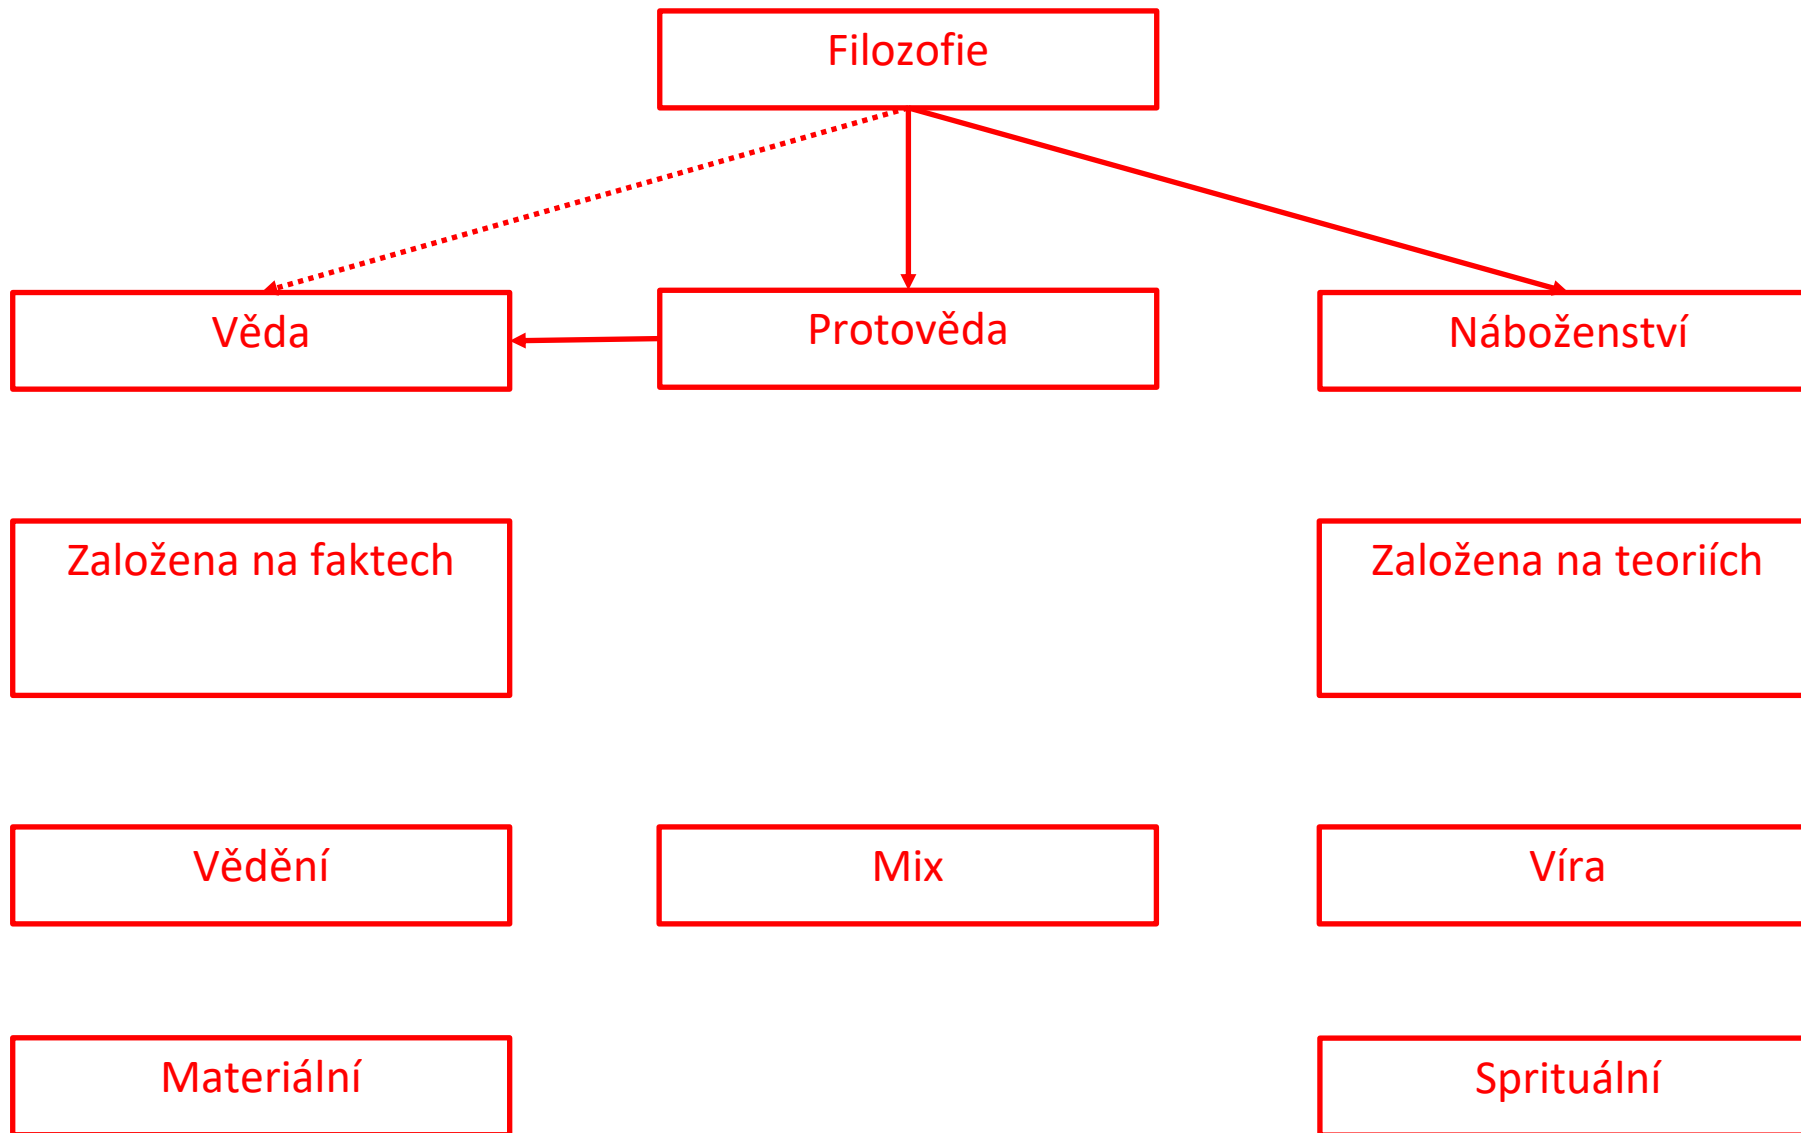 Filozofie
Věda
Protověda
Náboženství
Založena na faktech
Založena na teoriích
Vědění
Mix
Víra
Materiální
Sprituální